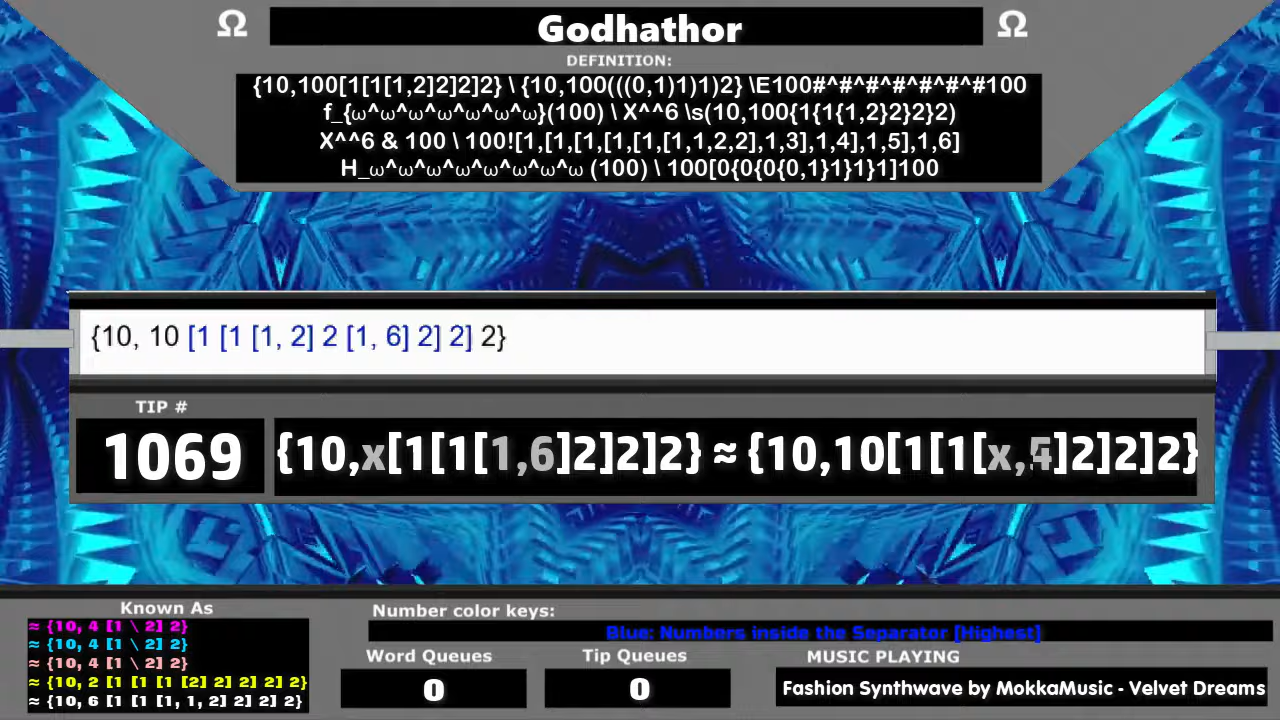 Ω Godhathor Ω
DEFINITION:
{10,100[1[1[1,2]2]2]2} \ {10,100(((0,1)1)1)2} \E100#^#^#^#^#^#^#100
f_{ω^ω^ω^ω^ω^ω^ω}(100) \ X^^6 \s(10,100{1{1{1,2}2}2}2)
X^^6 & 100 \ 100![1,[1,[1,[1,[1,[1,1,2,2],1,3],1,4],1,5],1,6]
H_ω^ω^ω^ω^ω^ω^ω^ω (100) \ 100[0{0{0{0,1}1}1}1]100
{10, 10 [1 [1 [1, 2] 2 [1, 6] 2] 2] 2}
TIP #
1069
{10,x[1[1[1,6]2]2]2} ≈ {10,10[1[1[x,5]2]2]2}
Known As
≈ {10, 4 [1 \ 2] 2}
≈ {10, 4 [1 \ 2] 2}
≈ {10, 4 [1 \ 2] 2}
≈ {10, 2 [1 [1 [1 [2] 2] 2] 2] 2}
≈ {10, 6 [1 [1 [1, 1, 2] 2] 2] 2}
Number color keys:
Blue: Numbers inside the Separator [Highest]
Word Queues
0
Tip Queues
0
MUSIC PLAYING
Fashion Synthwave by MokkaMusic - Velvet Dreams